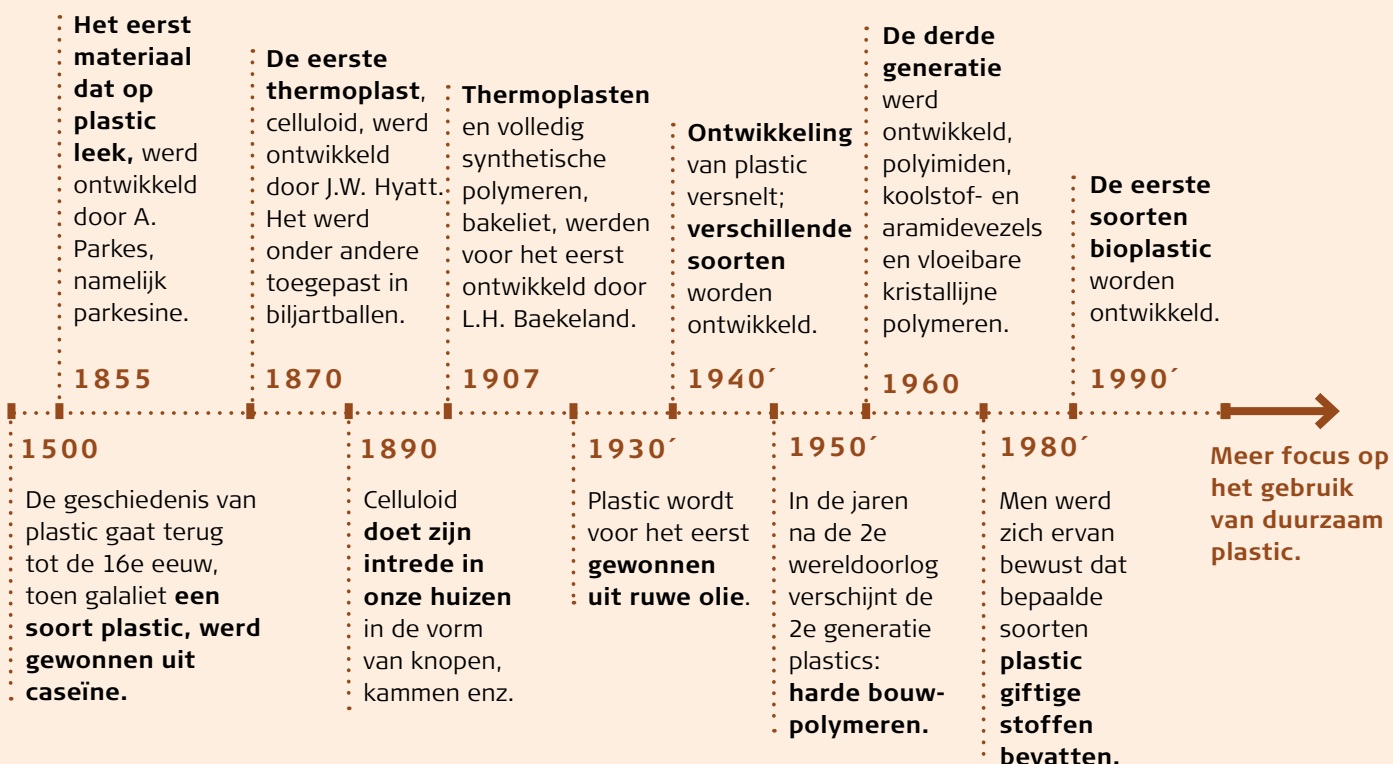 Het eerst
materiaal
dat op
plastic
leek, werd
ontwikkeld
door A.
Parkes,
namelijk
parkesine.
1855
De eerste
thermoplast,
celluloid, werd
ontwikkeld
door J.W. Hyatt.
Het werd
onder andere
toegepast in
biljartballen.
1870
Thermoplasten
en volledig
synthetische
polymeren,
bakeliet, werden
voor het eerst
ontwikkeld door
L.H. Baekeland.
1907
Ontwikkeling
van plastic
versnelt;
verschillende
soorten
worden
ontwikkeld.
1940´
De derde
generatie
werd
ontwikkeld,
polyimiden,
koolstof- en
aramidevezels
en vloeibare
kristallijne
polymeren.
1960
De eerste
soorten
bioplastic
worden
ontwikkeld.
1990´
1500
De geschiedenis van
plastic gaat terug
tot de 16e eeuw,
toen galaliet een
soort plastic, werd
gewonnen uit
caseïne.
1890
Celluloid
doet zijn
intrede in
onze huizen
in de vorm
van knopen,
kammen enz.
1930´
Plastic wordt
voor het eerst
gewonnen
uit ruwe olie.
1950´
In de jaren
na de 2e
wereldoorlog
verschijnt de
2e generatie
plastics:
harde bouw-
polymeren.
1980´
Men werd
zich ervan
bewust dat
bepaalde
soorten
plastic
giftige
stoffen
bevatten.
Meer focus op
het gebruik
van duurzaam
plastic.